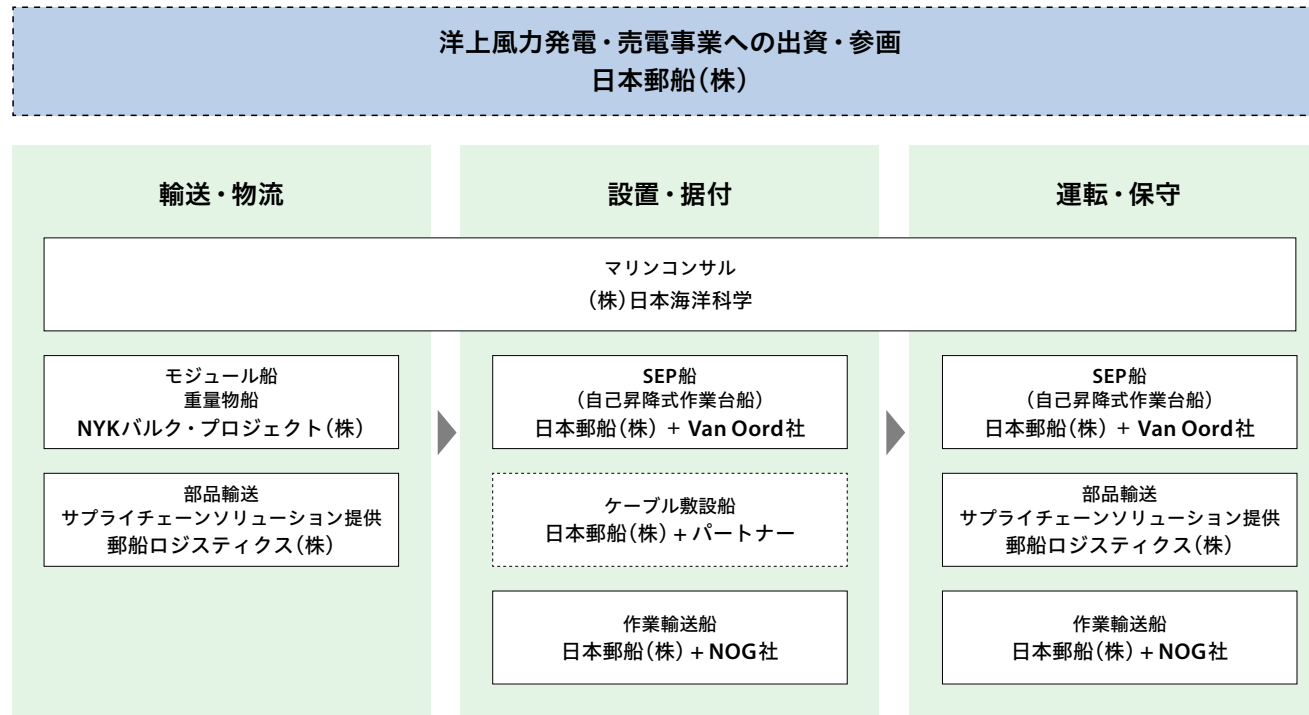 洋上風力発電・売電事業への出資・参画
日本郵船（株）
輸送・物流
設置・据付
運転・保守
マリンコンサル
（株）日本海洋科学
モジュール船
重量物船
NYKバルク・プロジェクト（株）
部品輸送
サプライチェーンソリューション提供
郵船ロジスティクス（株）
SEP船
（自己昇降式作業台船）
日本郵船（株） + Van Oord社
ケーブル敷設船
日本郵船（株）+ パートナー
作業輸送船
日本郵船（株）+ NOG社
SEP船
（自己昇降式作業台船）
日本郵船（株） + Van Oord社
部品輸送
サプライチェーンソリューション提供
郵船ロジスティクス（株）
作業輸送船
日本郵船（株）+ NOG社